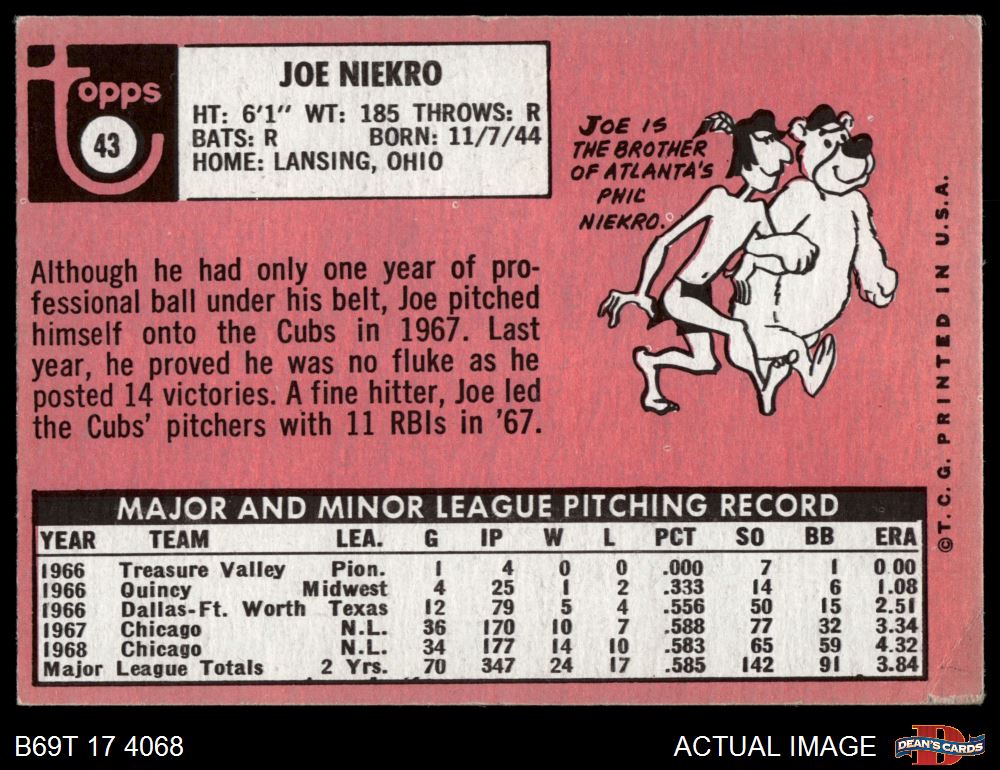 topps
43
JOE NIEKRO
HT: 6'1" WT: 185 THROWS: R
BATS: R BORN: 11/7/44
HOME: LANSING, OHIO
JOE IS
THE BROTHER
OF ATLANTA'S
PHIL
NIEKRO.
Although he had only one year of pro-
fessional ball under his belt, Joe pitched
himself onto the Cubs in 1967. Last
year, he proved he was no fluke as he
posted 14 victories. A fine hitter, Joe led
the Cubs' pitchers with 11 RBIs in '67.
©T. C. G. PRINTED IN U.S.A.
MAJOR AND MINOR LEAGUE PITCHING RECORD
YEAR TEAM LEA. G IP W L PCT SO BB ERA
1966 Treasure Valley Pion. 1 4 0 0 .000 7 1 0.00
1966 Quincy Midwest 4 25 1 2 .333 14 6 1.08
1966 Dallas-Ft. Worth Texas 12 79 5 4 .556 50 15 2.51
1967 Chicago N.L. 36 170 10 7 .588 77 32 3.34
1968 Chicago N.L. 34 177 14 10 .583 65 59 4.32
Major League Totals 2 Yrs. 70 347 24 17 .585 142 91 3.84
B69T 17 4068
ACTUAL IMAGE
D
DEAN'S CARDS